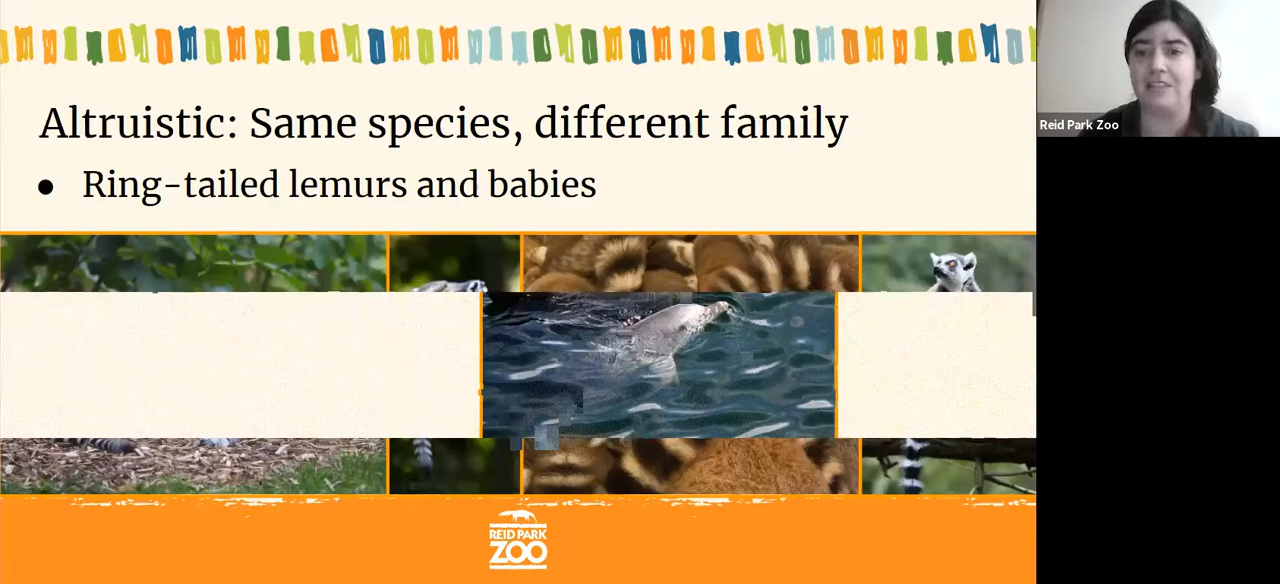 Altruistic: Same species, different family
● Ring-tailed lemurs and babies
Reid Park Zoo
REID PARK
ZOO